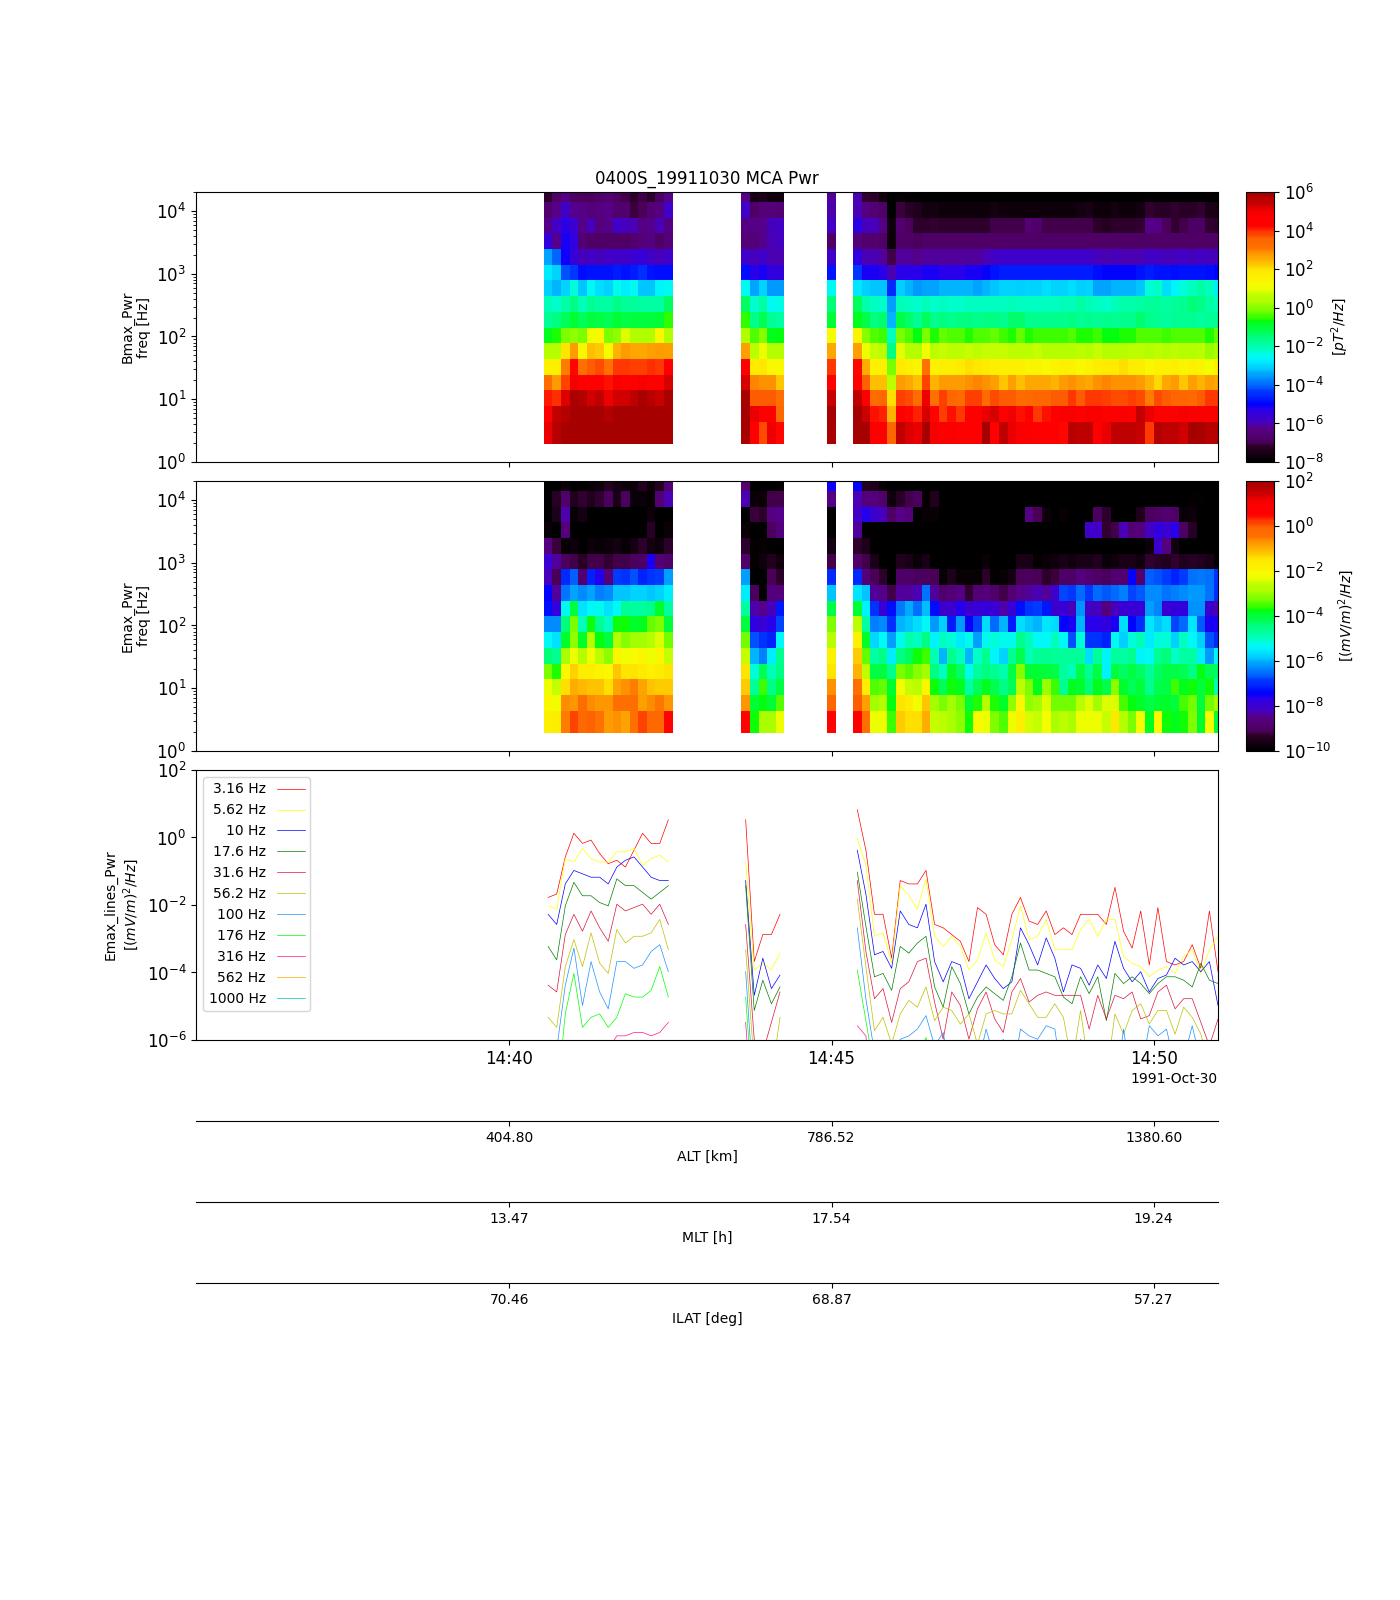 0400S_19911030 MCA Pwr
10^4
10^3
10^2
10^1
10^0
Bmax_Pwr
freq [Hz]
10^6
10^4
10^2
10^0
10^-2
10^-4
10^-6
10^-8
[pT^2/Hz]
10^4
10^3
10^2
10^1
10^0
Emax_Pwr
freq [Hz]
10^2
10^0
10^-2
10^-4
10^-6
10^-8
10^-10
[(mV/m)^2/Hz]
10^2
10^0
10^-2
10^-4
10^-6
Emax_lines_Pwr
[(mV/m)^2/Hz]
3.16 Hz
5.62 Hz
10 Hz
17.6 Hz
31.6 Hz
56.2 Hz
100 Hz
176 Hz
316 Hz
562 Hz
1000 Hz
14:40 14:45 14:50
1991-Oct-30
404.80 786.52 1380.60
ALT [km]
13.47 17.54 19.24
MLT [h]
70.46 68.87 57.27
ILAT [deg]